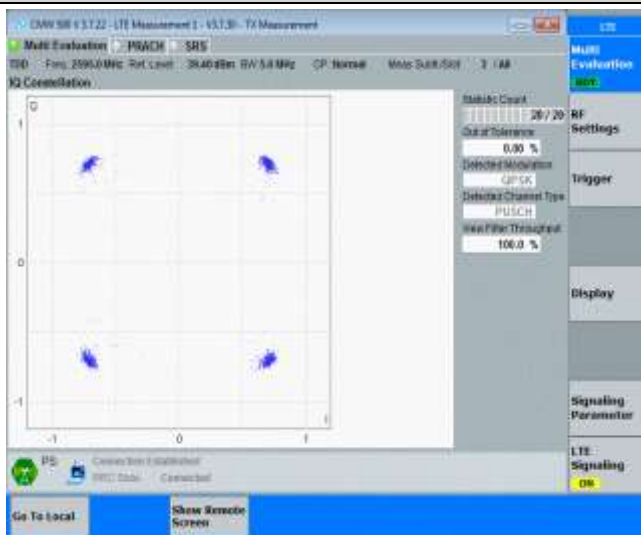 CMW 500 V 3.7.22 - LTE Measurement 1 - V3.7.30 - TX Measurement
LTE
Multi Evaluation PRACH SRS
TDD Freq: 2595.0 MHz Ref. Level: 39.40 dBm BW: 5.0 MHz CP: Normal Meas Subfr./Slot 3 / All
IQ Constellation
Q
1
0
-1
-1 0 1
I
Statistic Count
20 / 20
Out of Tolerance
0.00 %
Detected Modulation
QPSK
Detected Channel Type
PUSCH
View Filter Throughput
100.0 %
Multi
Evaluation
RDY
RF
Settings
Trigger
Display
Signaling
Parameter
LTE
Signaling
ON
PS: Connection Established
RRC State: Connected
Go To Local
Show Remote
Screen